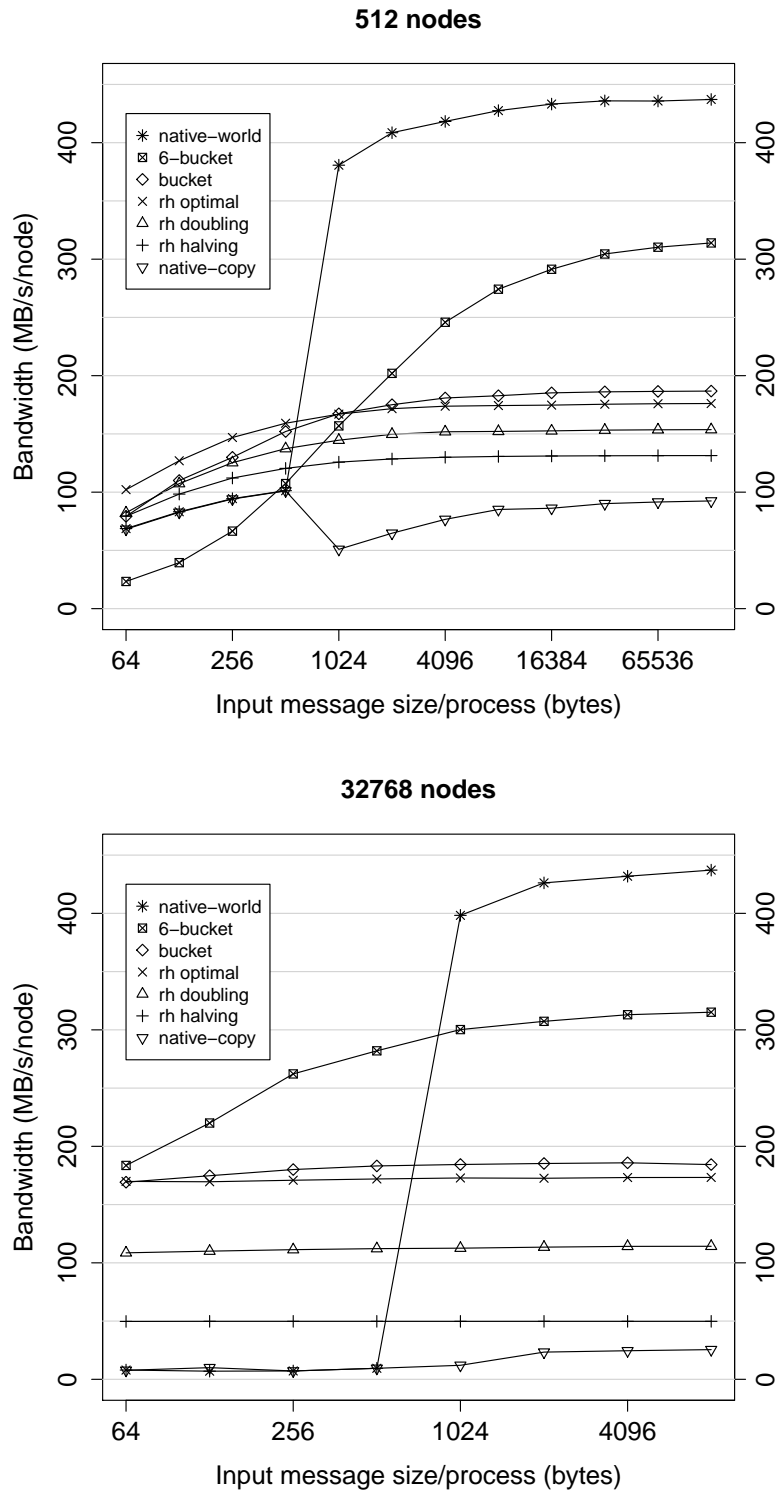 512 nodes
native−world
6−bucket
bucket
rh optimal
rh doubling
rh halving
native−copy
Bandwidth (MB/s/node)
0 100 200 300 400
0 100 200 300 400
64 256 1024 4096 16384 65536
Input message size/process (bytes)
32768 nodes
native−world
6−bucket
bucket
rh optimal
rh doubling
rh halving
native−copy
Bandwidth (MB/s/node)
0 100 200 300 400
0 100 200 300 400
64 256 1024 4096
Input message size/process (bytes)